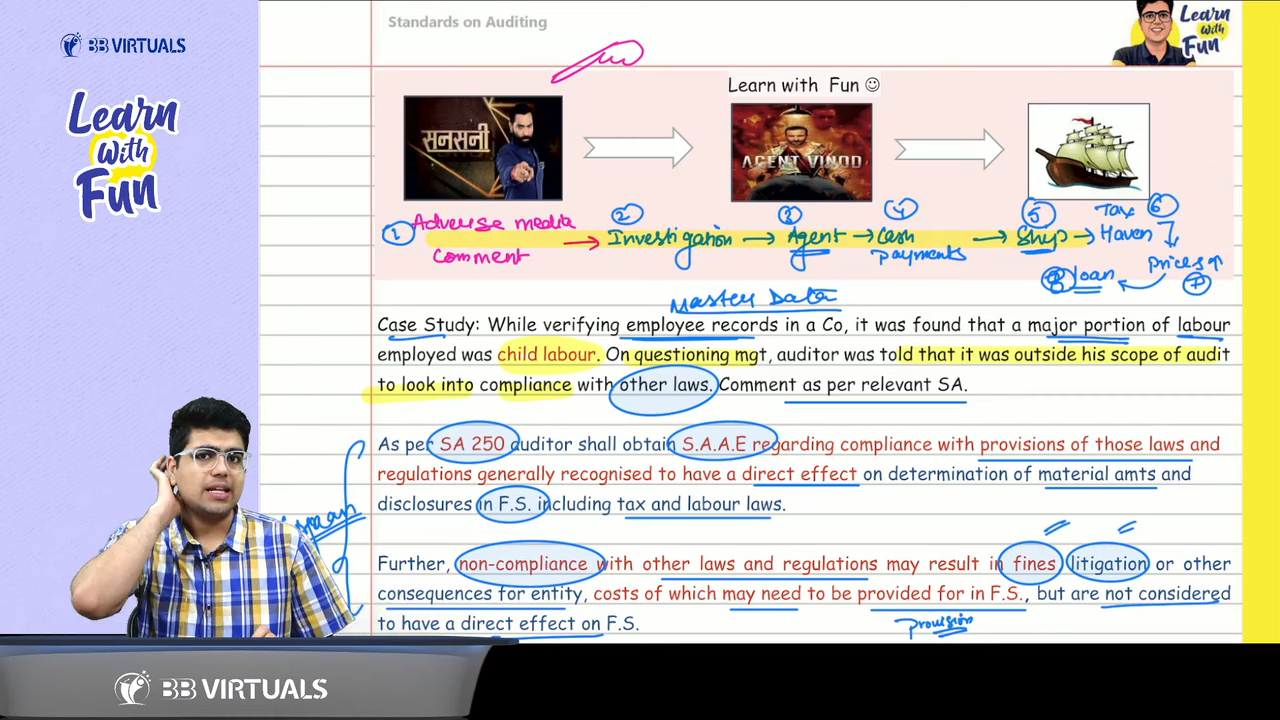 BB VIRTUALS
Learn
with
Fun
Standards on Auditing
Learn
with
Fun
Learn with Fun ☺
सनसनी
AGENT VINOD
① Adverse media
comment
→ ② Investigation → ③ Agent → ④ Cash
payments
→ ⑤ Ship → Tax
Haven ⑥
prices↑ ⑦
⑧ loan
Master Data
Case Study: While verifying employee records in a Co, it was found that a major portion of labour
employed was child labour. On questioning mgt, auditor was told that it was outside his scope of audit
to look into compliance with other laws. Comment as per relevant SA.
As per SA 250 auditor shall obtain S.A.A.E regarding compliance with provisions of those laws and
regulations generally recognised to have a direct effect on determination of material amts and
disclosures in F.S. including tax and labour laws.
Further, non-compliance with other laws and regulations may result in fines litigation or other
consequences for entity, costs of which may need to be provided for in F.S., but are not considered
to have a direct effect on F.S.
provision
BB VIRTUALS